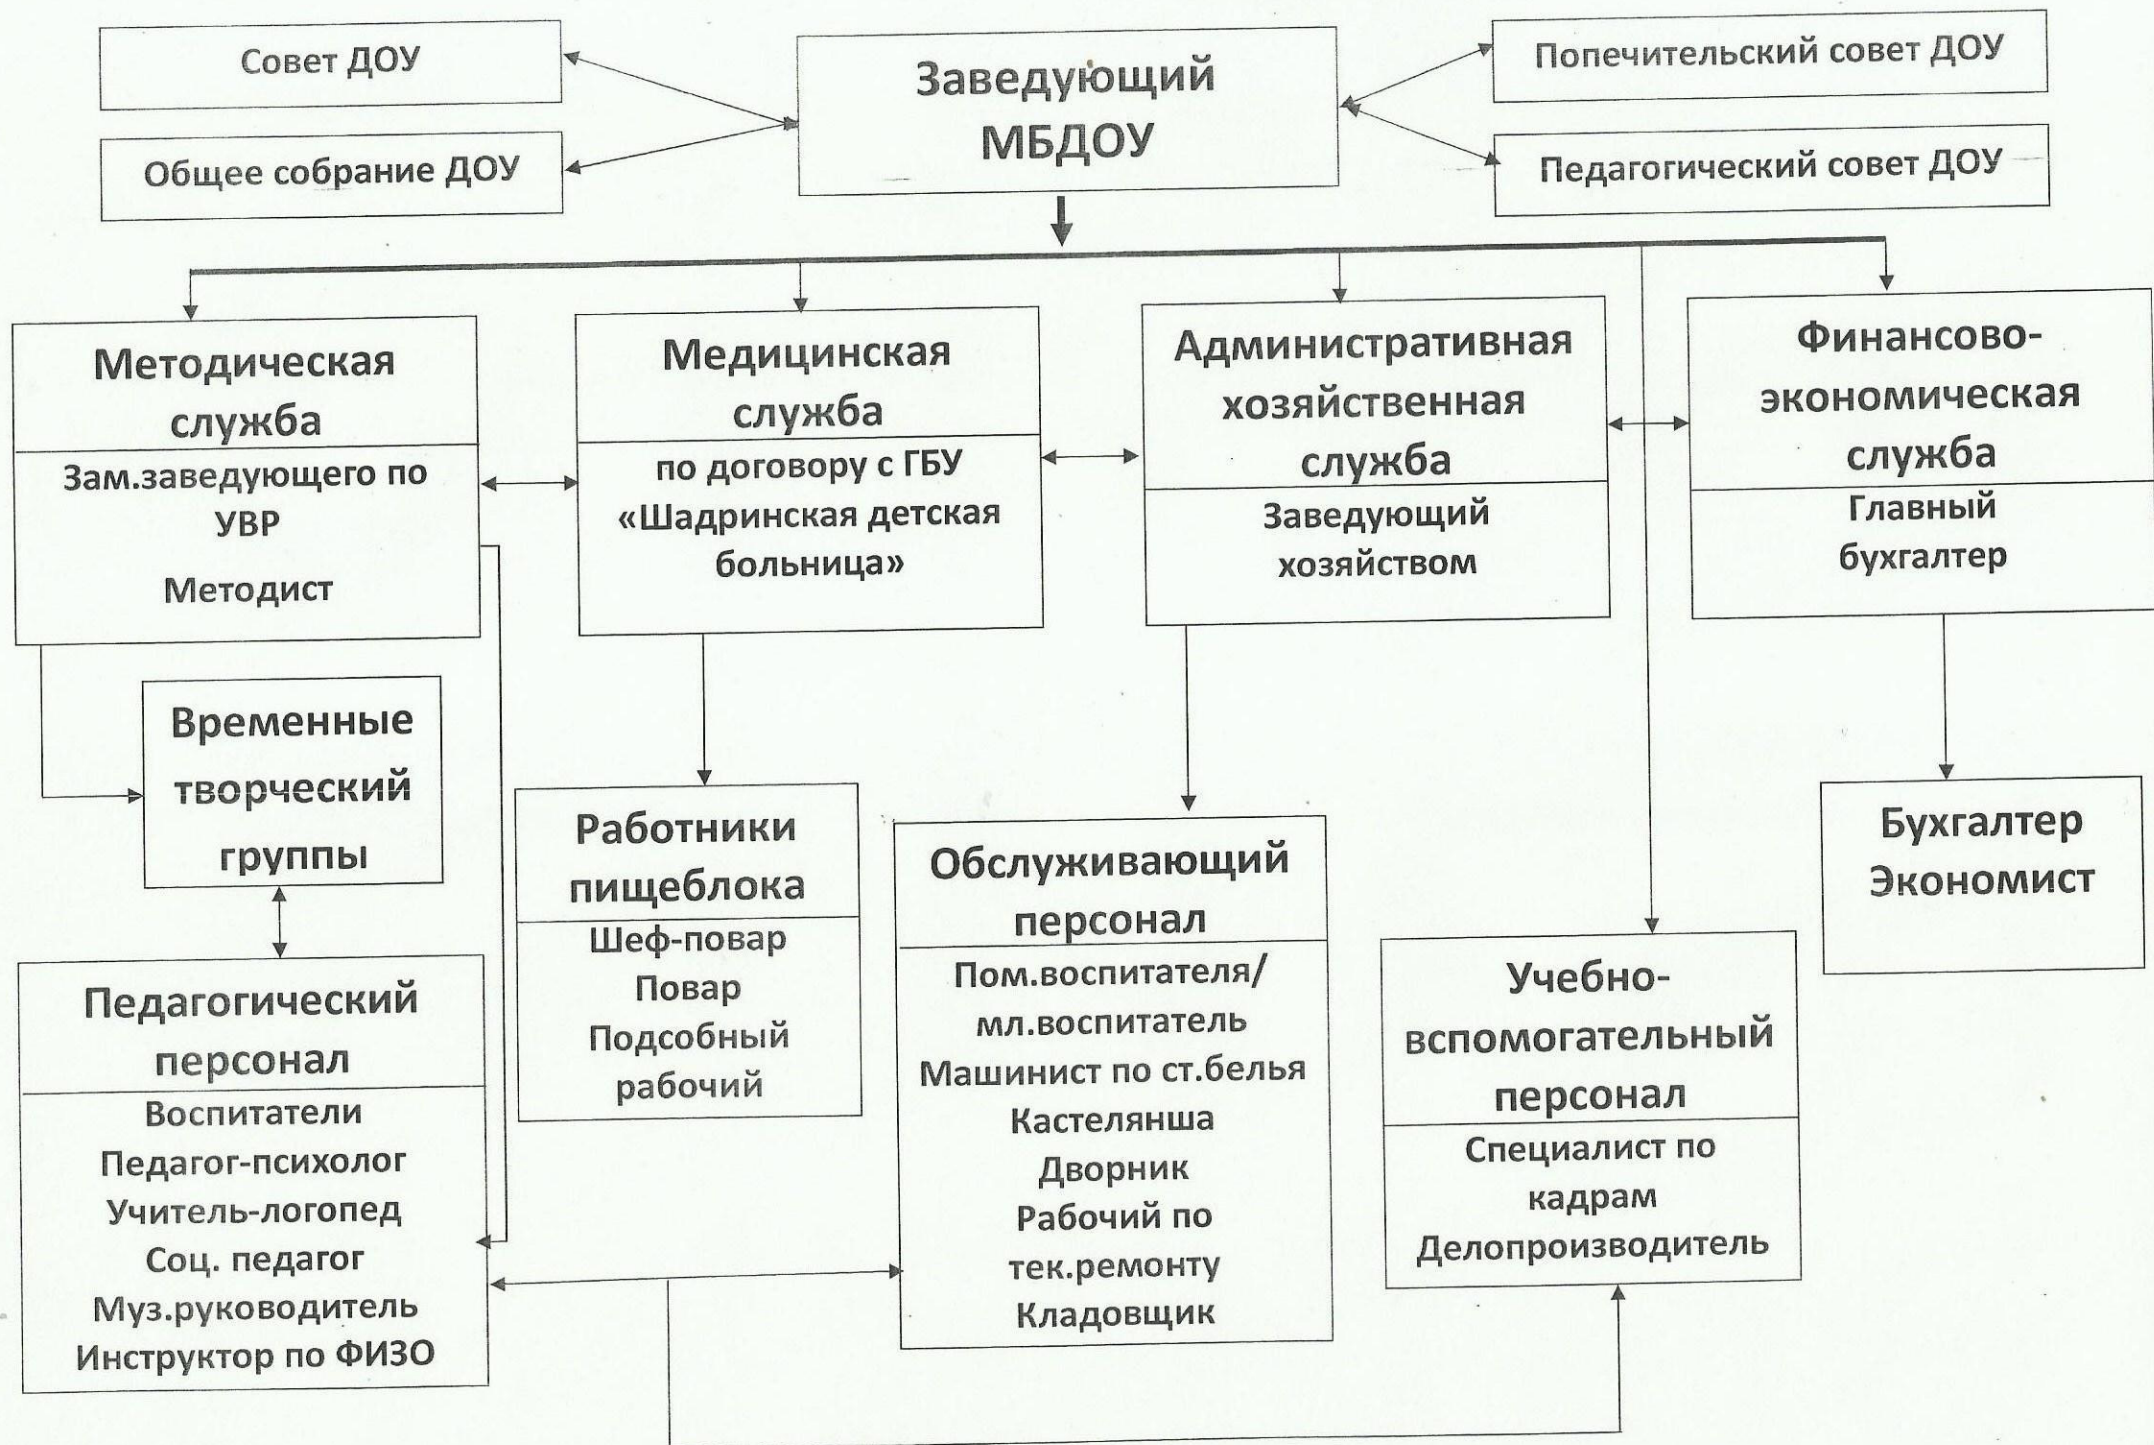 Совет ДОУ
Общее собрание ДОУ
Заведующий
МБДОУ
Попечительский совет ДОУ
Педагогический совет ДОУ
Методическая
служба
Зам.заведующего по
УВР
Методист
Медицинская
служба
по договору с ГБУ
«Шадринская детская
больница»
Административная
хозяйственная
служба
Заведующий
хозяйством
Финансово-
экономическая
служба
Главный
бухгалтер
Временные
творческий
группы
Педагогический
персонал
Воспитатели
Педагог-психолог
Учитель-логопед
Соц. педагог
Муз.руководитель
Инструктор по ФИЗО
Работники
пищеблока
Шеф-повар
Повар
Подсобный
рабочий
Обслуживающий
персонал
Пом.воспитателя/
мл.воспитатель
Машинист по ст.белья
Кастелянша
Дворник
Рабочий по
тек.ремонту
Кладовщик
Учебно-
вспомогательный
персонал
Специалист по
кадрам
Делопроизводитель
Бухгалтер
Экономист